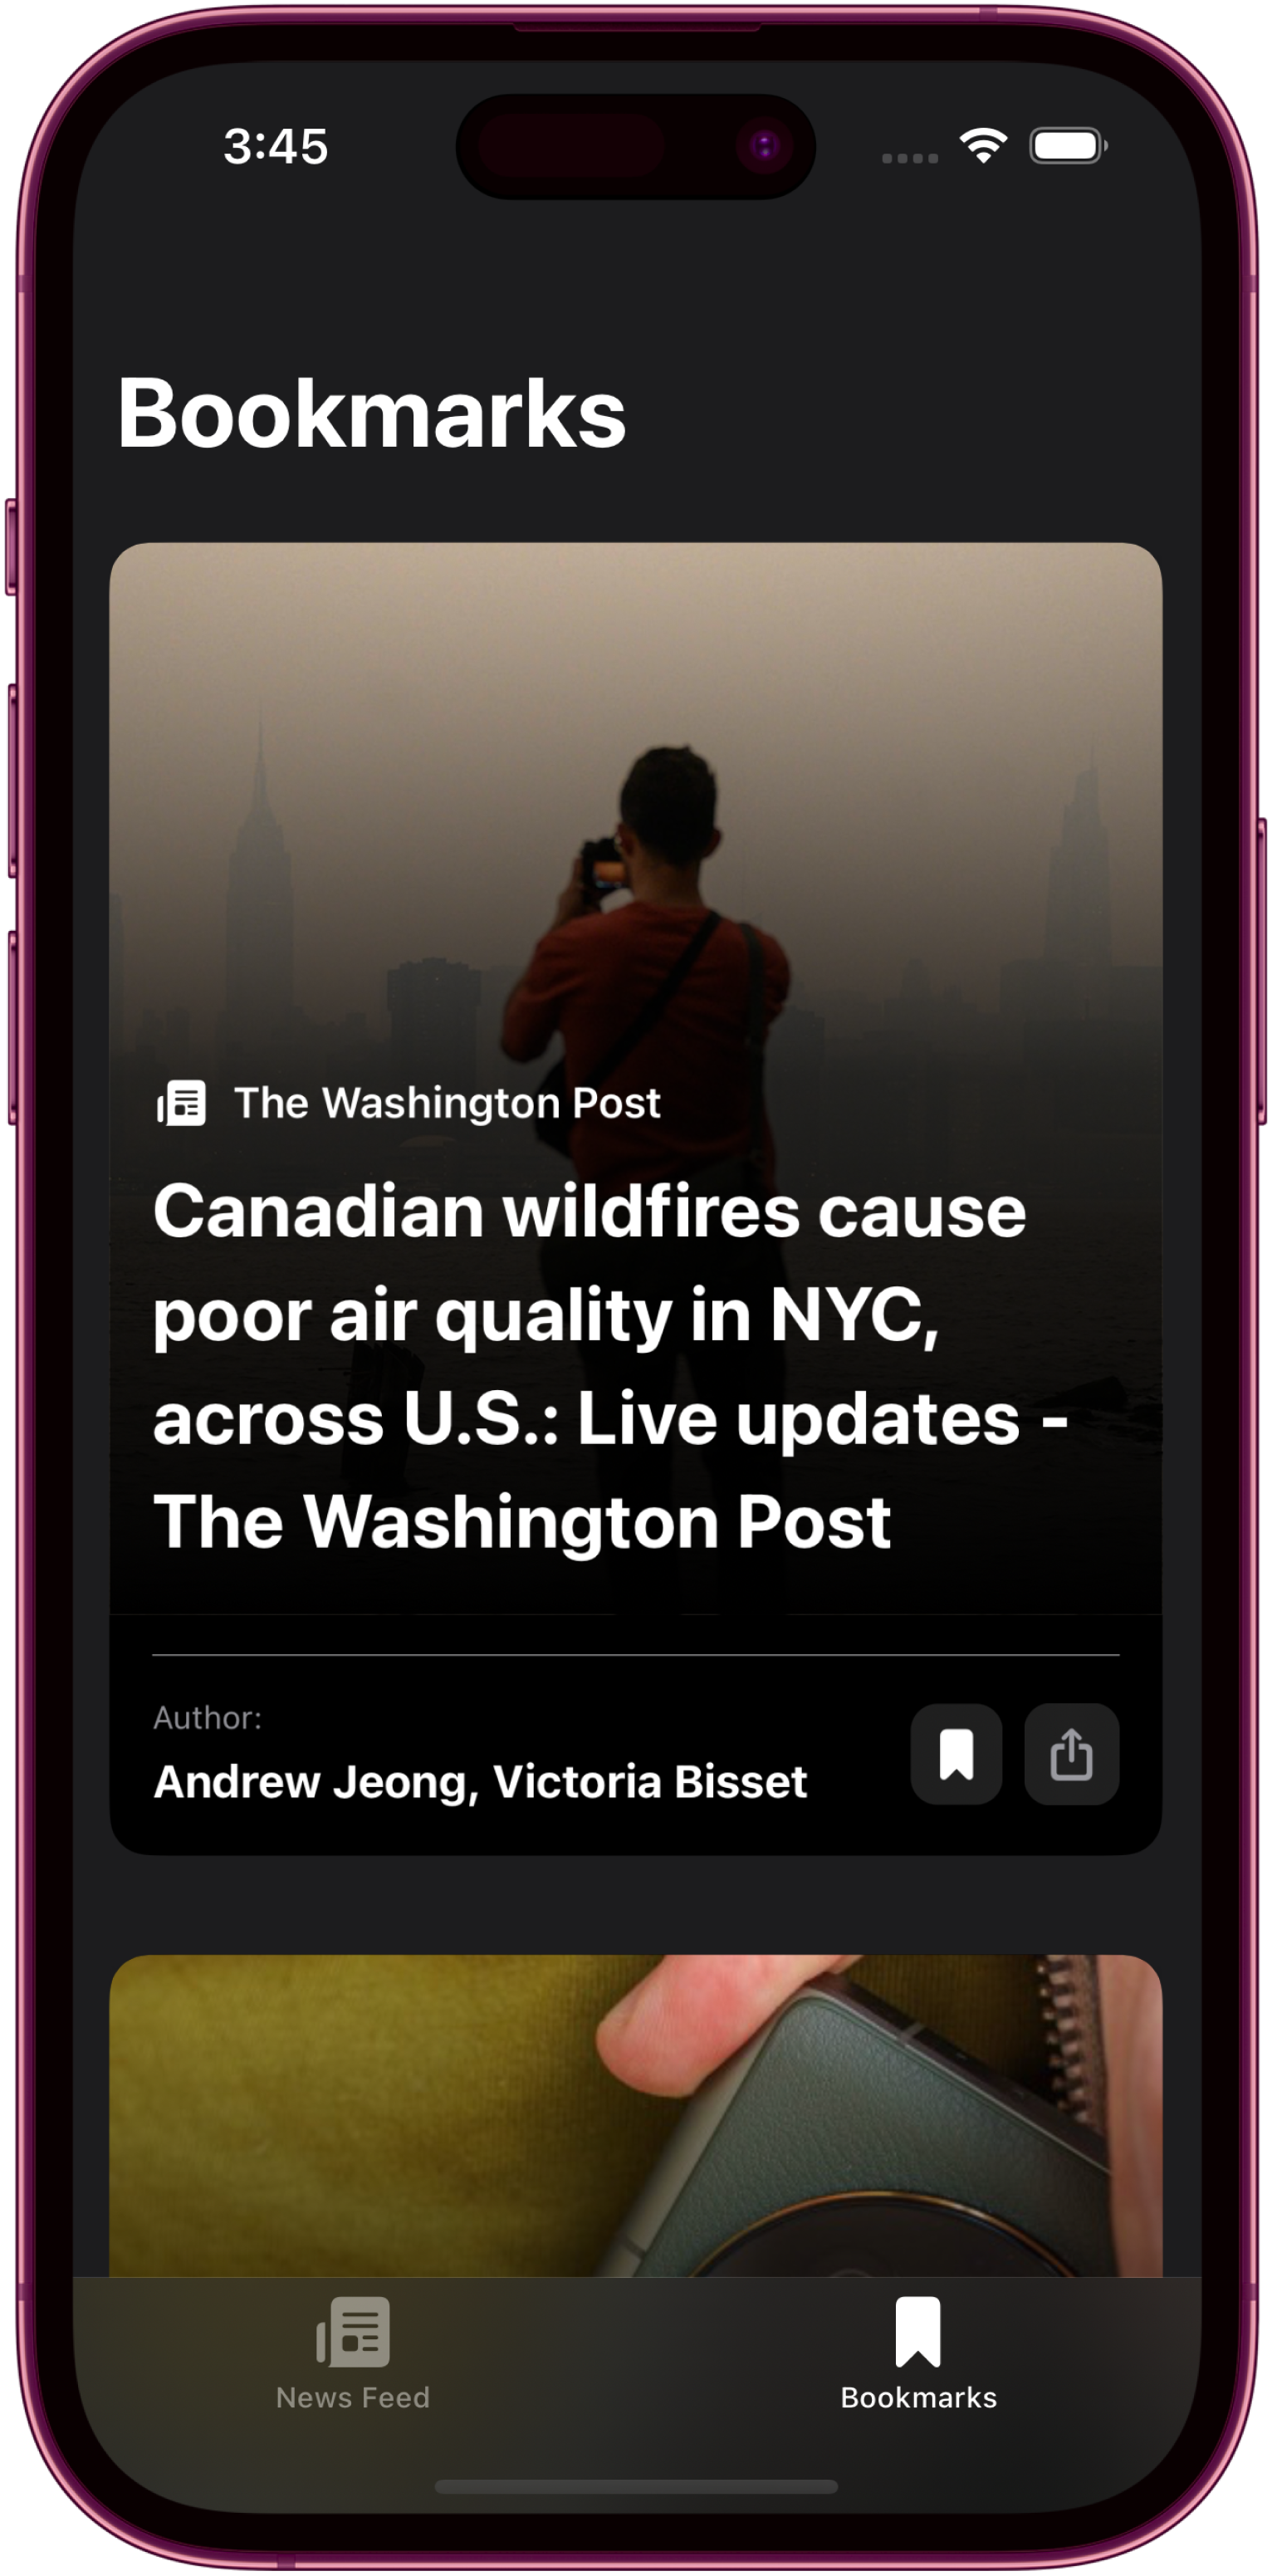 3:45
Bookmarks
The Washington Post
Canadian wildfires cause
poor air quality in NYC,
across U.S.: Live updates -
The Washington Post
Author:
Andrew Jeong, Victoria Bisset
News Feed
Bookmarks